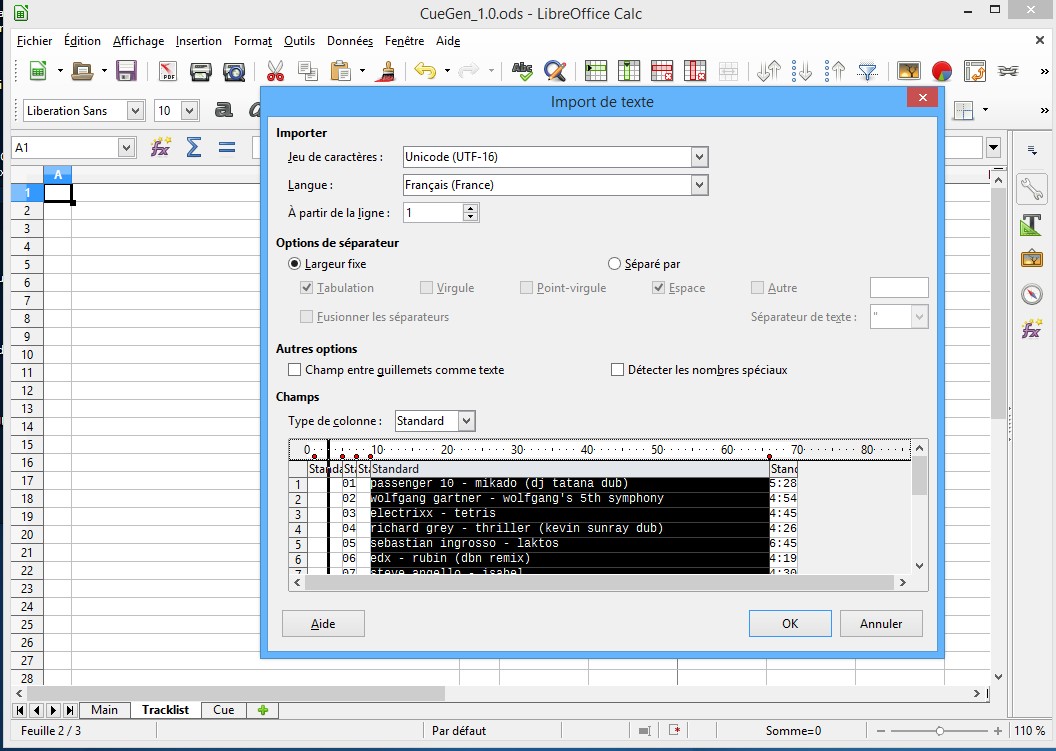 CueGen_1.0.ods - LibreOffice Calc
Fichier Édition Affichage Insertion Format Outils Données Fenêtre Aide
Liberation Sans 10
A1
A
1
2
3
4
5
6
7
8
9
10
11
12
13
14
15
16
17
18
19
20
21
22
23
24
25
26
27
28
Import de texte
Importer
Jeu de caractères : Unicode (UTF-16)
Langue : Français (France)
À partir de la ligne : 1
Options de séparateur
Largeur fixe Séparé par
Tabulation Virgule Point-virgule Espace Autre
Fusionner les séparateurs Séparateur de texte : "
Autres options
Champ entre guillemets comme texte Détecter les nombres spéciaux
Champs
Type de colonne : Standard
0 10 20 30 40 50 60 70 80
Standard Stand
1 01 passenger 10 - mikado (dj tatana dub) 5:28
2 02 wolfgang gartner - wolfgang's 5th symphony 4:54
3 03 electrixx - tetris 4:45
4 04 richard grey - thriller (kevin sunray dub) 4:26
5 05 sebastian ingrosso - laktos 6:45
6 06 edx - rubin (dbn remix) 4:19
7 07 steve angello - isabel 4:30
Aide OK Annuler
Main Tracklist Cue
Feuille 2 / 3 Par défaut Somme=0 110 %